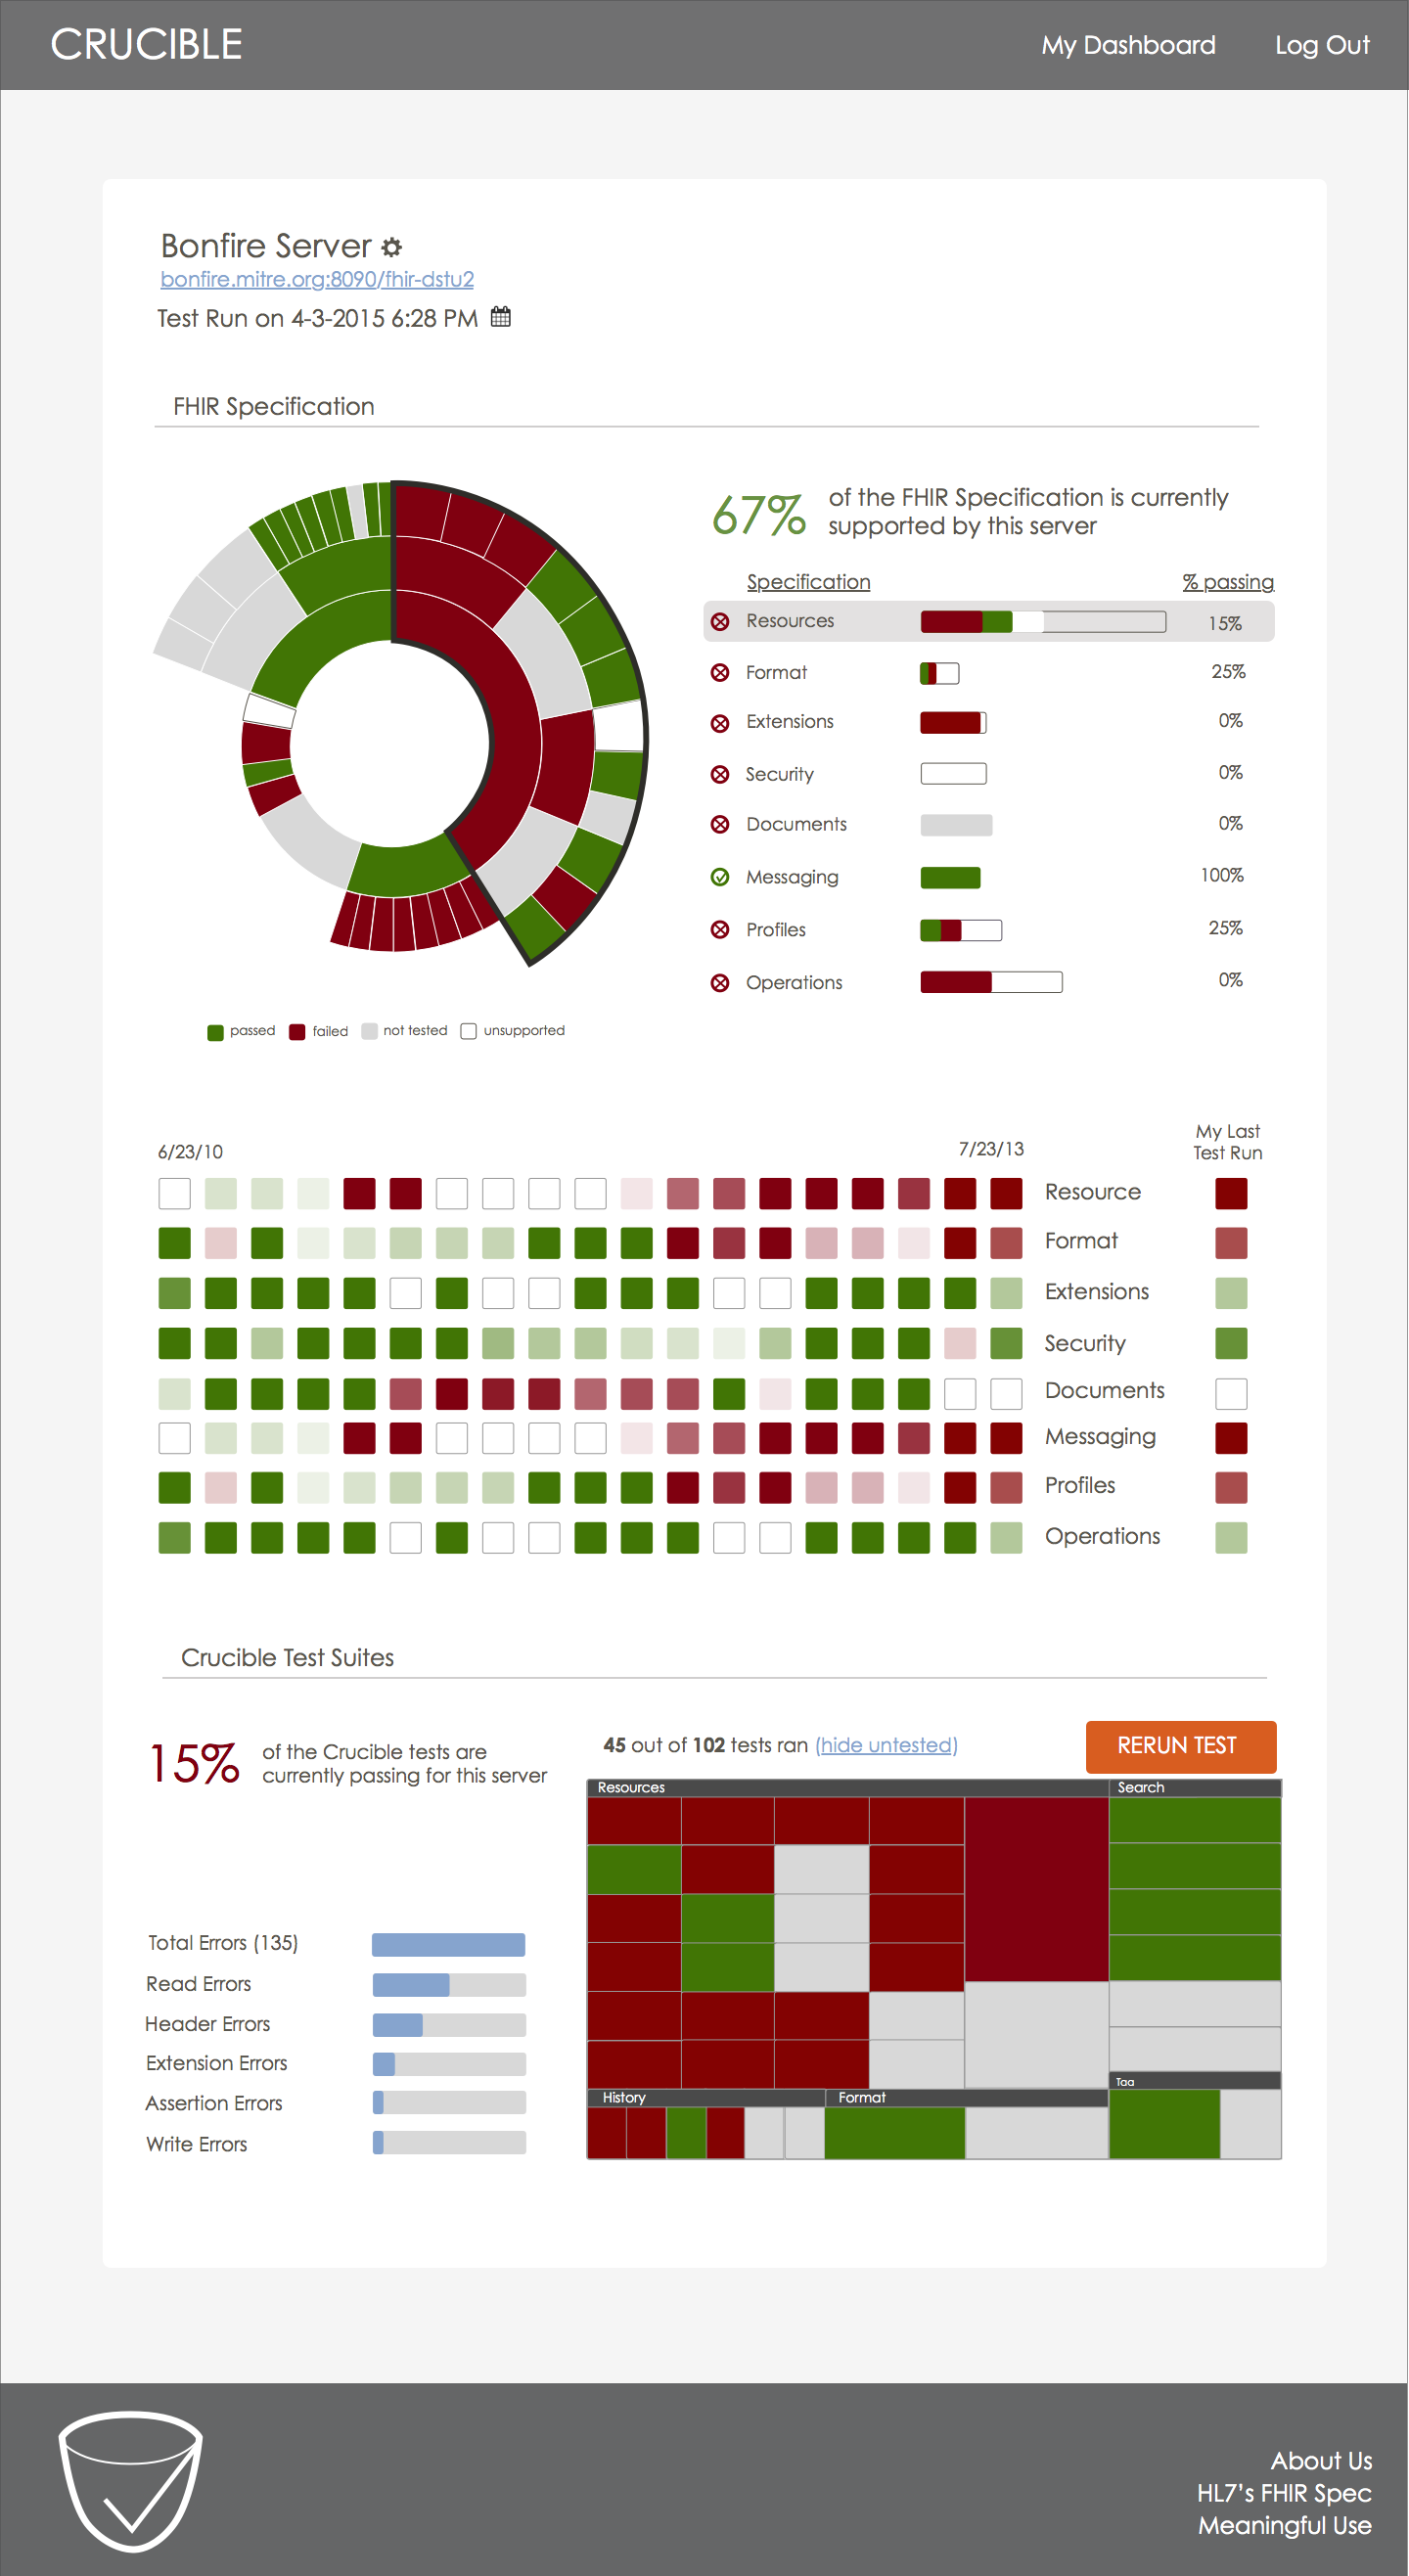 CRUCIBLE
My Dashboard
Log Out
Bonfire Server
bonfire.mitre.org:8090/fhir-dstu2
Test Run on 4-3-2015 6:28 PM
FHIR Specification
67%
of the FHIR Specification is currently
supported by this server
Specification
% passing
Resources
15%
Format
25%
Extensions
0%
Security
0%
Documents
0%
Messaging
100%
Profiles
25%
Operations
0%
passed
failed
not tested
unsupported
6/23/10
7/23/13
My Last
Test Run
Resource
Format
Extensions
Security
Documents
Messaging
Profiles
Operations
Crucible Test Suites
15%
of the Crucible tests are
currently passing for this server
45 out of 102 tests ran (hide untested)
RERUN TEST
Resources
Search
Total Errors (135)
Read Errors
Header Errors
Extension Errors
Assertion Errors
Write Errors
History
Format
Tag
About Us
HL7's FHIR Spec
Meaningful Use